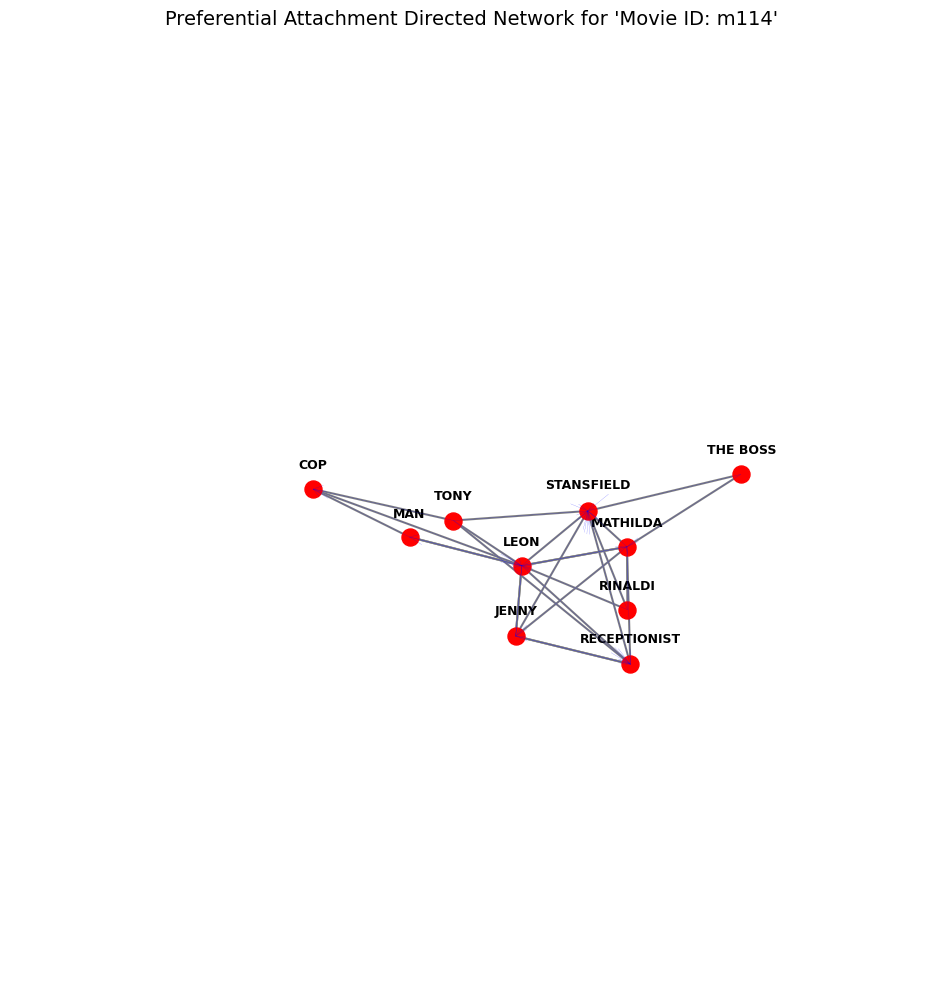 Preferential Attachment Directed Network for 'Movie ID: m114'
THE BOSS
COP
STANSFIELD
TONY
MAN
MATHILDA
LEON
RINALDI
JENNY
RECEPTIONIST